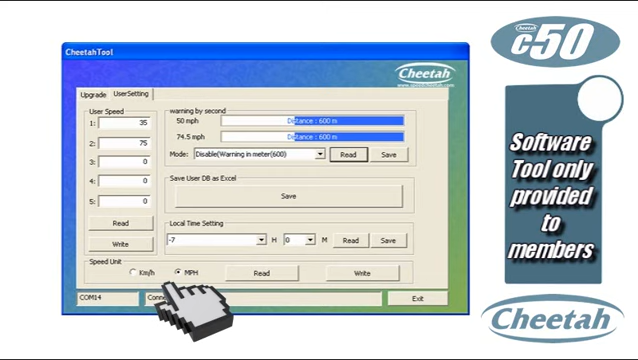 CheetahTool
Cheetah
Upgrade
UserSetting
User Speed
1: 35
2: 75
3: 0
4: 0
5: 0
Read
Write
warning by second
50 mph
Distance : 600 m
74.5 mph
Distance : 600 m
Mode: Disable(Warning in meter(600)
Read
Save
Save User DB as Excel
Save
Local Time Setting
-7 H 0 M
Read
Save
Speed Unit
Km/h
MPH
Read
Write
COM14
Exit
Cheetah
c50
Software
Tool only
provided
to
members
Cheetah